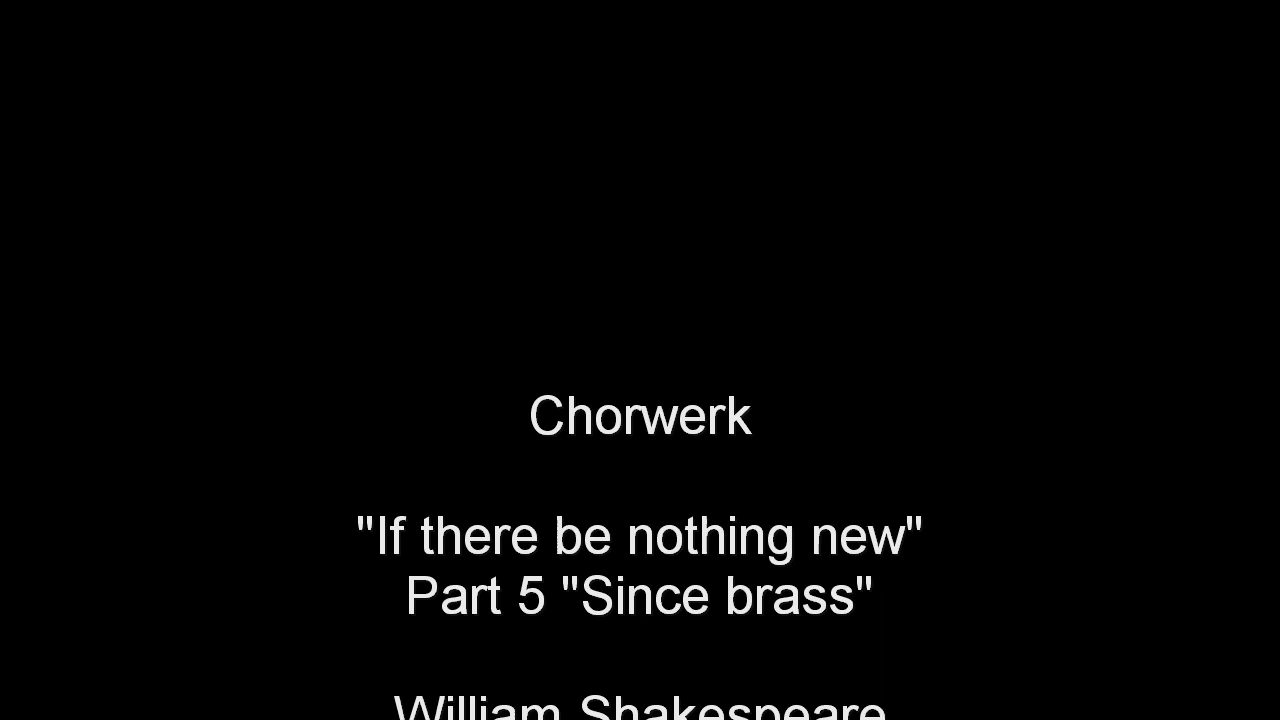 Chorwerk
"If there be nothing new"
Part 5 "Since brass"
William Shakespeare